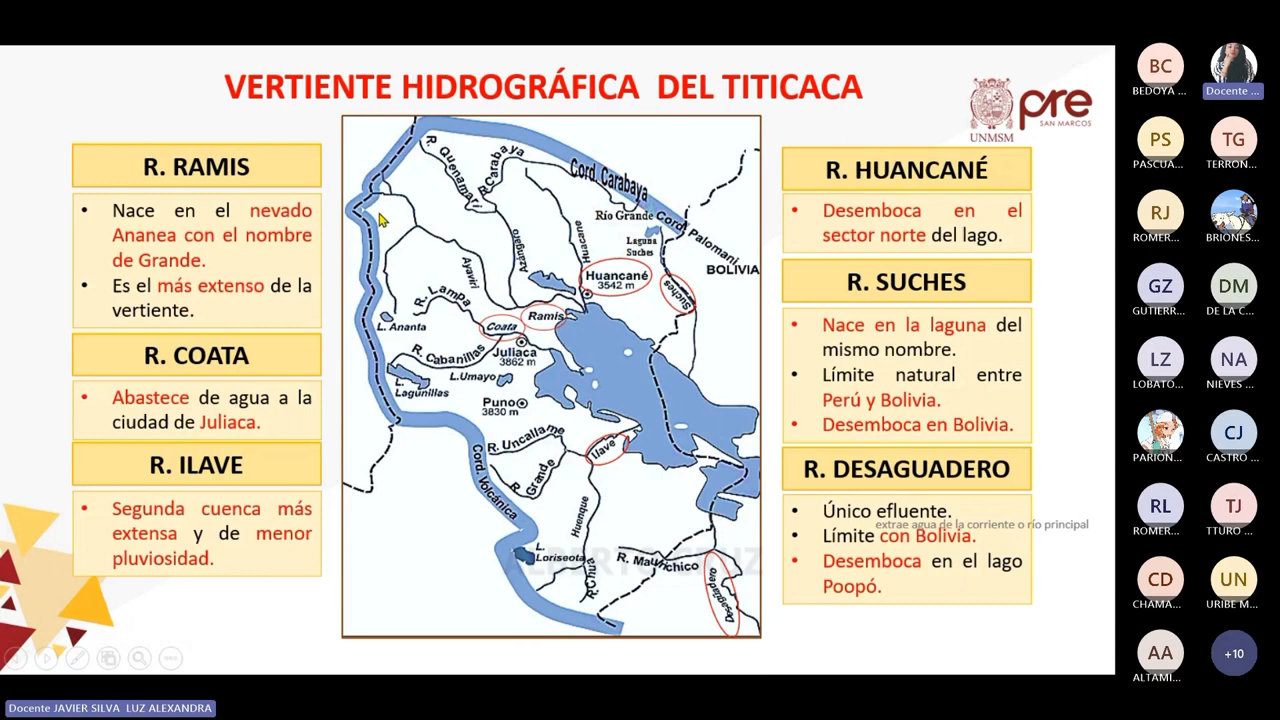 VERTIENTE HIDROGRÁFICA DEL TITICACA
UNMSM
pre
SAN MARCOS
R. RAMIS
• Nace en el nevado
Ananea con el nombre
de Grande.
• Es el más extenso de la
vertiente.
R. COATA
• Abastece de agua a la
ciudad de Juliaca.
R. ILAVE
• Segunda cuenca más
extensa y de menor
pluviosidad.
R. Quenamari
R. Carabaya
Cord. Carabaya
Río Grande
Cord. Palomani
Laguna
Suches
BOLIVIA
Azángaro
Huancane
Ayaviri
Huancané
3542 m
Suches
R. Lampa
Ramis
Coata
L. Ananta
Juliaca
3862 m
R. Cabanillas
L.
Lagunillas
L.Umayo
Puno
3830 m
R. Uncallame
Ilave
R. Grande
Cord. Volcánica
Huenque
L.
Loriscota
R. Chua
R. Maurichico
ALBERTO CRUZ
R. HUANCANÉ
• Desemboca en el
sector norte del lago.
R. SUCHES
• Nace en la laguna del
mismo nombre.
• Límite natural entre
Perú y Bolivia.
• Desemboca en Bolivia.
R. DESAGUADERO
• Único efluente.
extrae agua de la corriente o río principal
• Límite con Bolivia.
• Desemboca en el lago
Poopó.
BC
BEDOYA ...
Docente ...
PS
PASCUA...
TG
TERRON...
RJ
ROMER...
BRIONES...
GZ
GUTIERR...
DM
DE LA C...
LZ
LOBATO...
NA
NIEVES ...
PARION...
CJ
CASTRO ...
RL
ROMER...
TJ
TTURO ...
CD
CHAMA...
UN
URIBE M...
AA
ALTAMI...
+10
Docente JAVIER SILVA LUZ ALEXANDRA